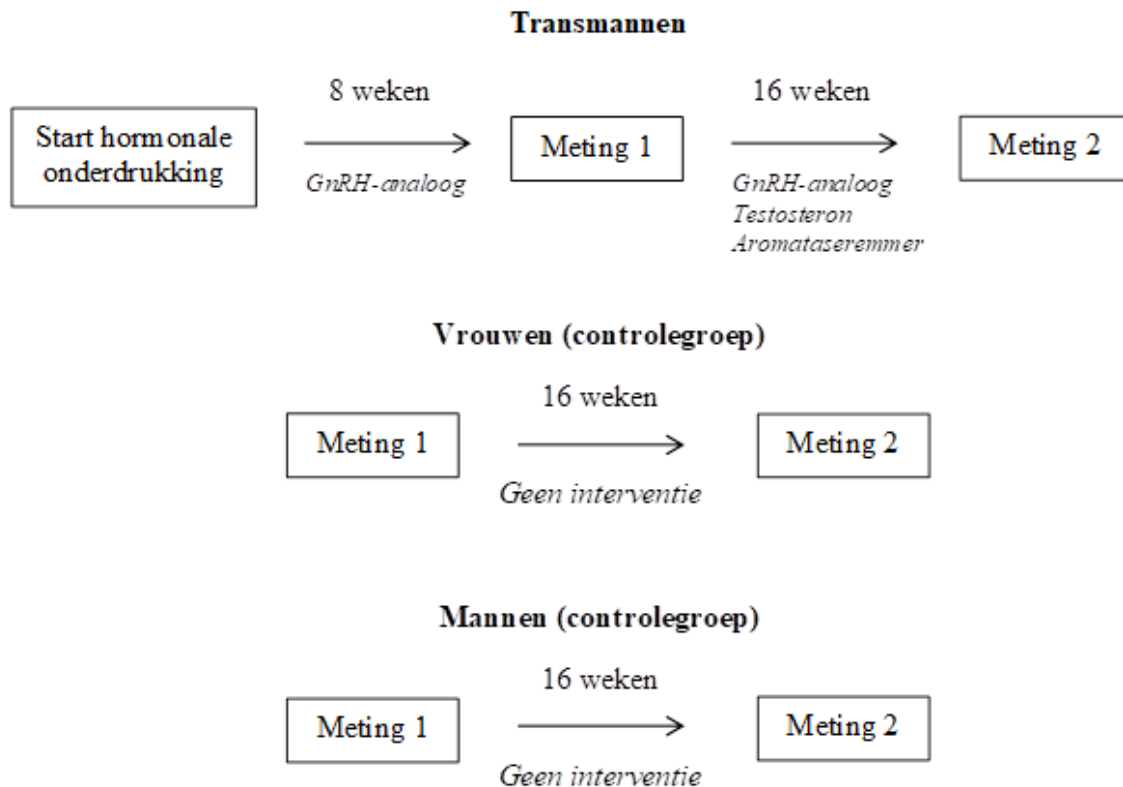 Transmannen
8 weken
16 weken
Start hormonale
onderdrukking
Meting 1
Meting 2
GnRH-analoog
GnRH-analoog
Testosteron
Aromataseremmer
Vrouwen (controlegroep)
16 weken
Meting 1
Meting 2
Geen interventie
Mannen (controlegroep)
16 weken
Meting 1
Meting 2
Geen interventie